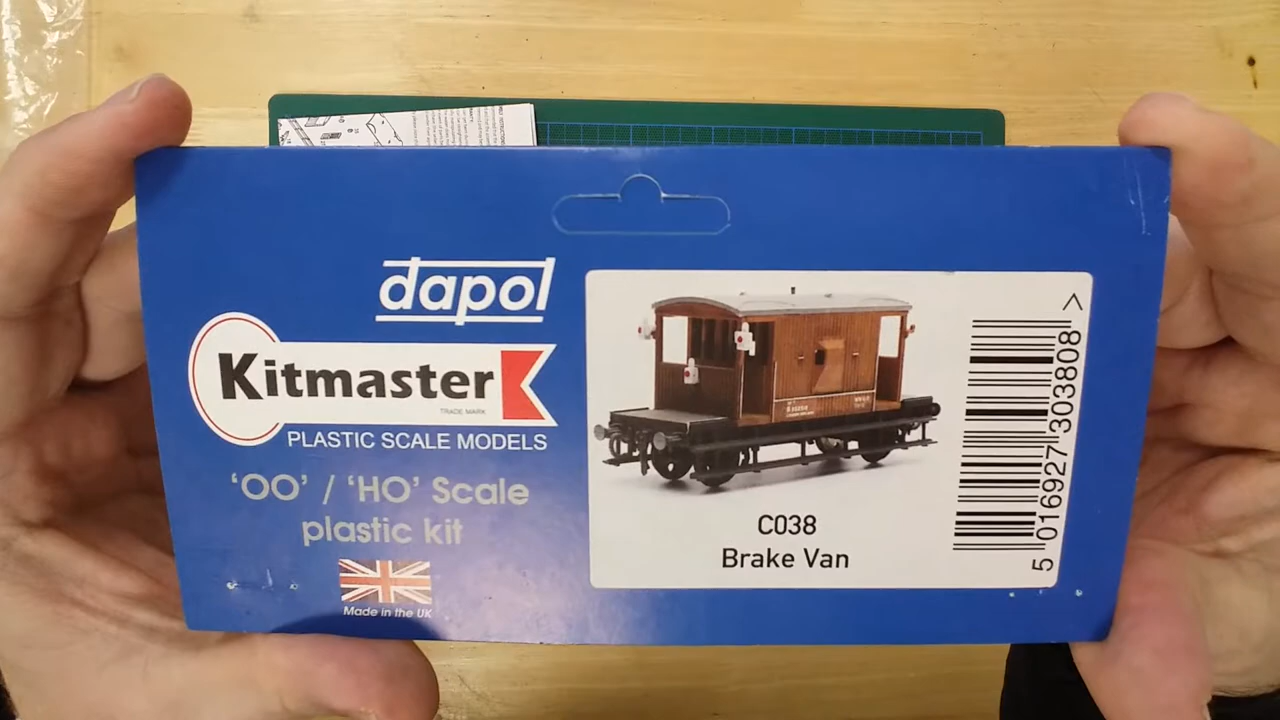 dapol
Kitmaster
TRADE MARK
PLASTIC SCALE MODELS
'OO' / 'HO' Scale
plastic kit
Made in the UK
C038
Brake Van
5 016927 303808 >